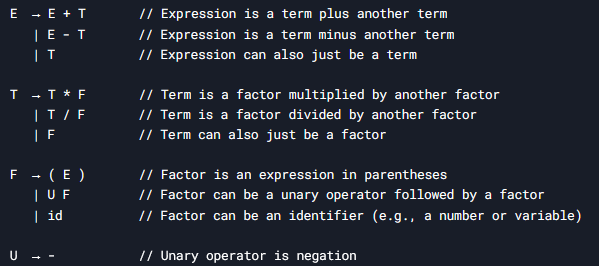 E → E + T // Expression is a term plus another term
| E - T // Expression is a term minus another term
| T // Expression can also just be a term
T → T * F // Term is a factor multiplied by another factor
| T / F // Term is a factor divided by another factor
| F // Term can also just be a factor
F → ( E ) // Factor is an expression in parentheses
| U F // Factor can be a unary operator followed by a factor
| id // Factor can be an identifier (e.g., a number or variable)
U → - // Unary operator is negation